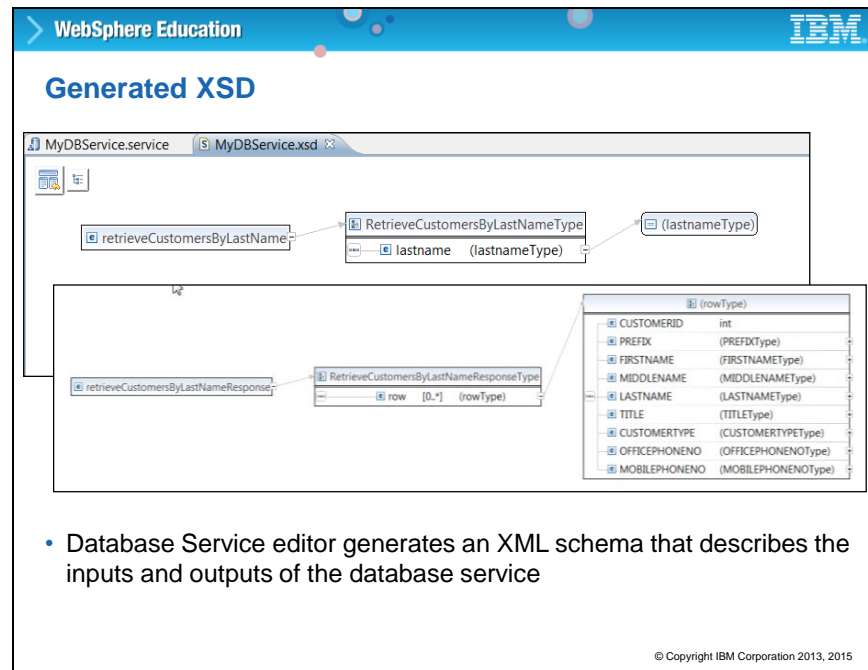 WebSphere Education
IBM
Generated XSD
MyDBService.service MyDBService.xsd
retrieveCustomersByLastName
RetrieveCustomersByLastNameType
lastname (lastnameType)
(lastnameType)
retrieveCustomersByLastNameResponse
RetrieveCustomersByLastNameResponseType
row [0..*] (rowType)
(rowType)
CUSTOMERID int
PREFIX (PREFIXType)
FIRSTNAME (FIRSTNAMEType)
MIDDLENAME (MIDDLENAMEType)
LASTNAME (LASTNAMEType)
TITLE (TITLEType)
CUSTOMERTYPE (CUSTOMERTYPEType)
OFFICEPHONENO (OFFICEPHONENOType)
MOBILEPHONENO (MOBILEPHONENOType)
• Database Service editor generates an XML schema that describes the
inputs and outputs of the database service
© Copyright IBM Corporation 2013, 2015